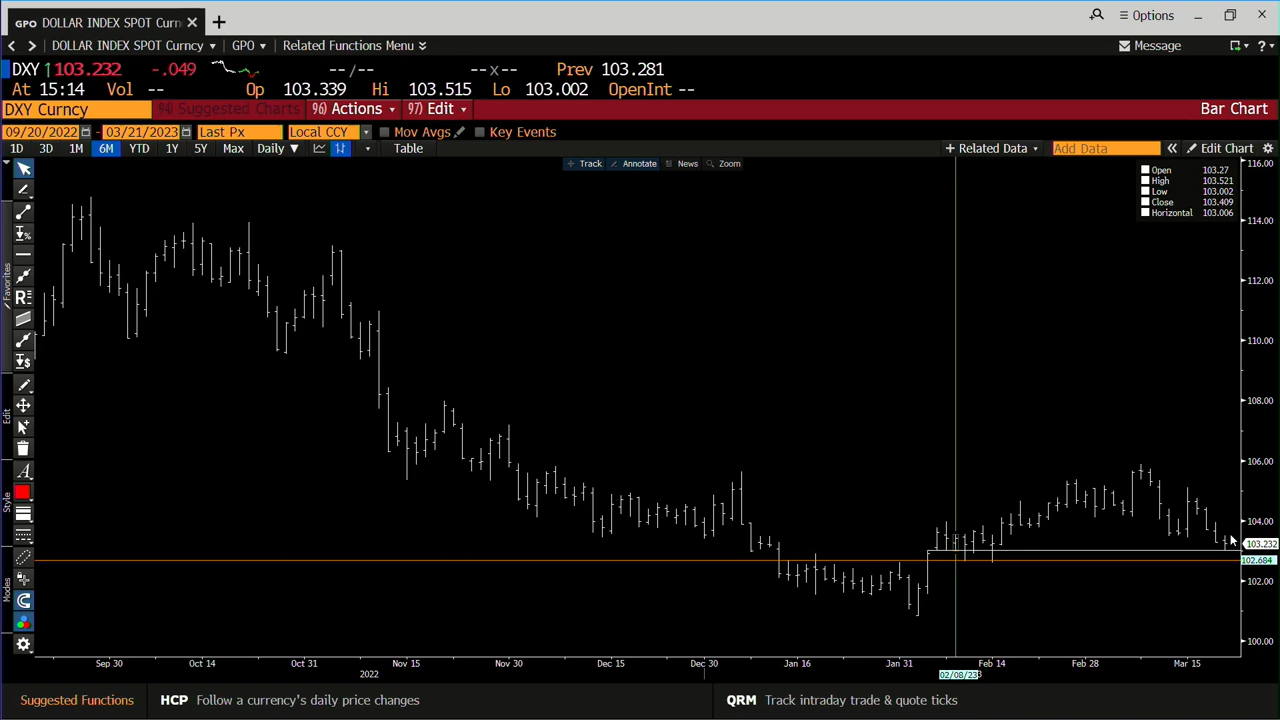 GPO DOLLAR INDEX SPOT Curn
Options
DOLLAR INDEX SPOT Curncy GPO Related Functions Menu Message
DXY 103.232 -.049 --/-- --x-- Prev 103.281
At 15:14 Vol -- Op 103.339 Hi 103.515 Lo 103.002 OpenInt --
DXY Curncy 94) Suggested Charts 96) Actions 97) Edit Bar Chart
09/20/2022 - 03/21/2023 Last Px Local CCY Mov Avgs Key Events
1D 3D 1M 6M YTD 1Y 5Y Max Daily Table + Related Data Add Data Edit Chart
Track Annotate News Zoom
Open 103.27
High 103.521
Low 103.002
Close 103.409
Horizontal 103.006
Favorites
Edit
Style
Modes
116.00
114.00
112.00
110.00
108.00
106.00
104.00
103.232
102.684
102.00
100.00
Sep 30 Oct 14 Oct 31 Nov 15 Nov 30 Dec 15 Dec 30 Jan 16 Jan 31 Feb 14 Feb 28 Mar 15
2022 02/08/23
Suggested Functions HCP Follow a currency's daily price changes QRM Track intraday trade & quote ticks